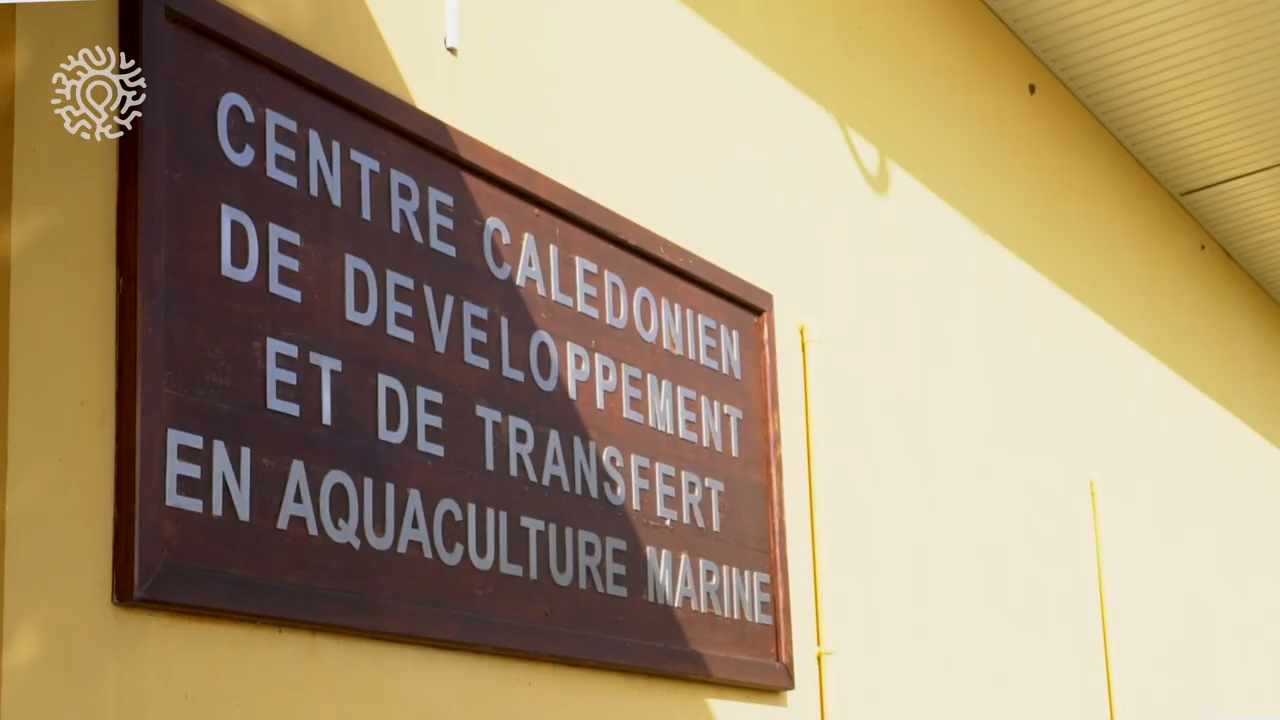 CENTRE CALEDONIEN
DE DEVELOPPEMENT
ET DE TRANSFERT
EN AQUACULTURE MARINE